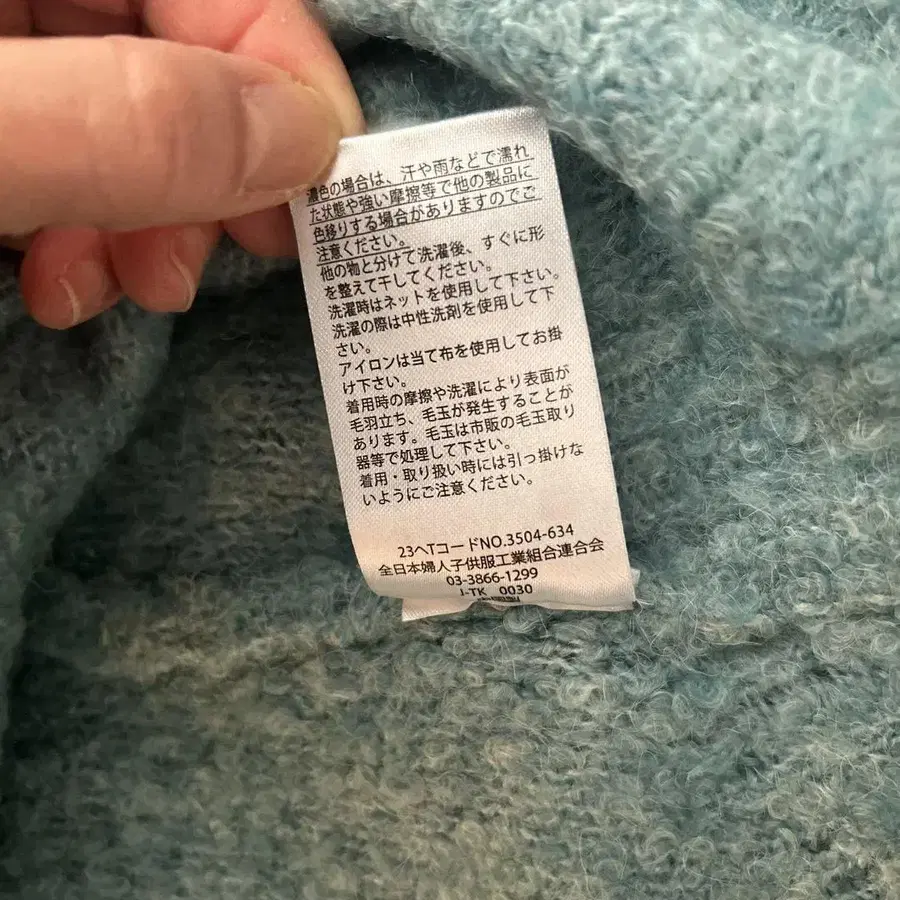 濃色の場合は、汗や雨などで濡れ
た状態や強い摩擦等で他の製品に
色移りする場合がありますのでご
注意ください。
他の物と分けて洗濯後、すぐに形
を整えて干してください。
洗濯時はネットを使用して下さい。
洗濯の際は中性洗剤を使用して下
さい。
アイロンは当て布を使用してお掛
け下さい。
着用時の摩擦や洗濯により表面が
毛羽立ち、毛玉が発生することが
あります。毛玉は市販の毛玉取り
器等で処理して下さい。
着用・取り扱い時には引っ掛けな
いようにご注意ください。
23ヘTコードNO.3504-634
全日本婦人子供服工業組合連合会
03-3866-1299
I-TK 0030